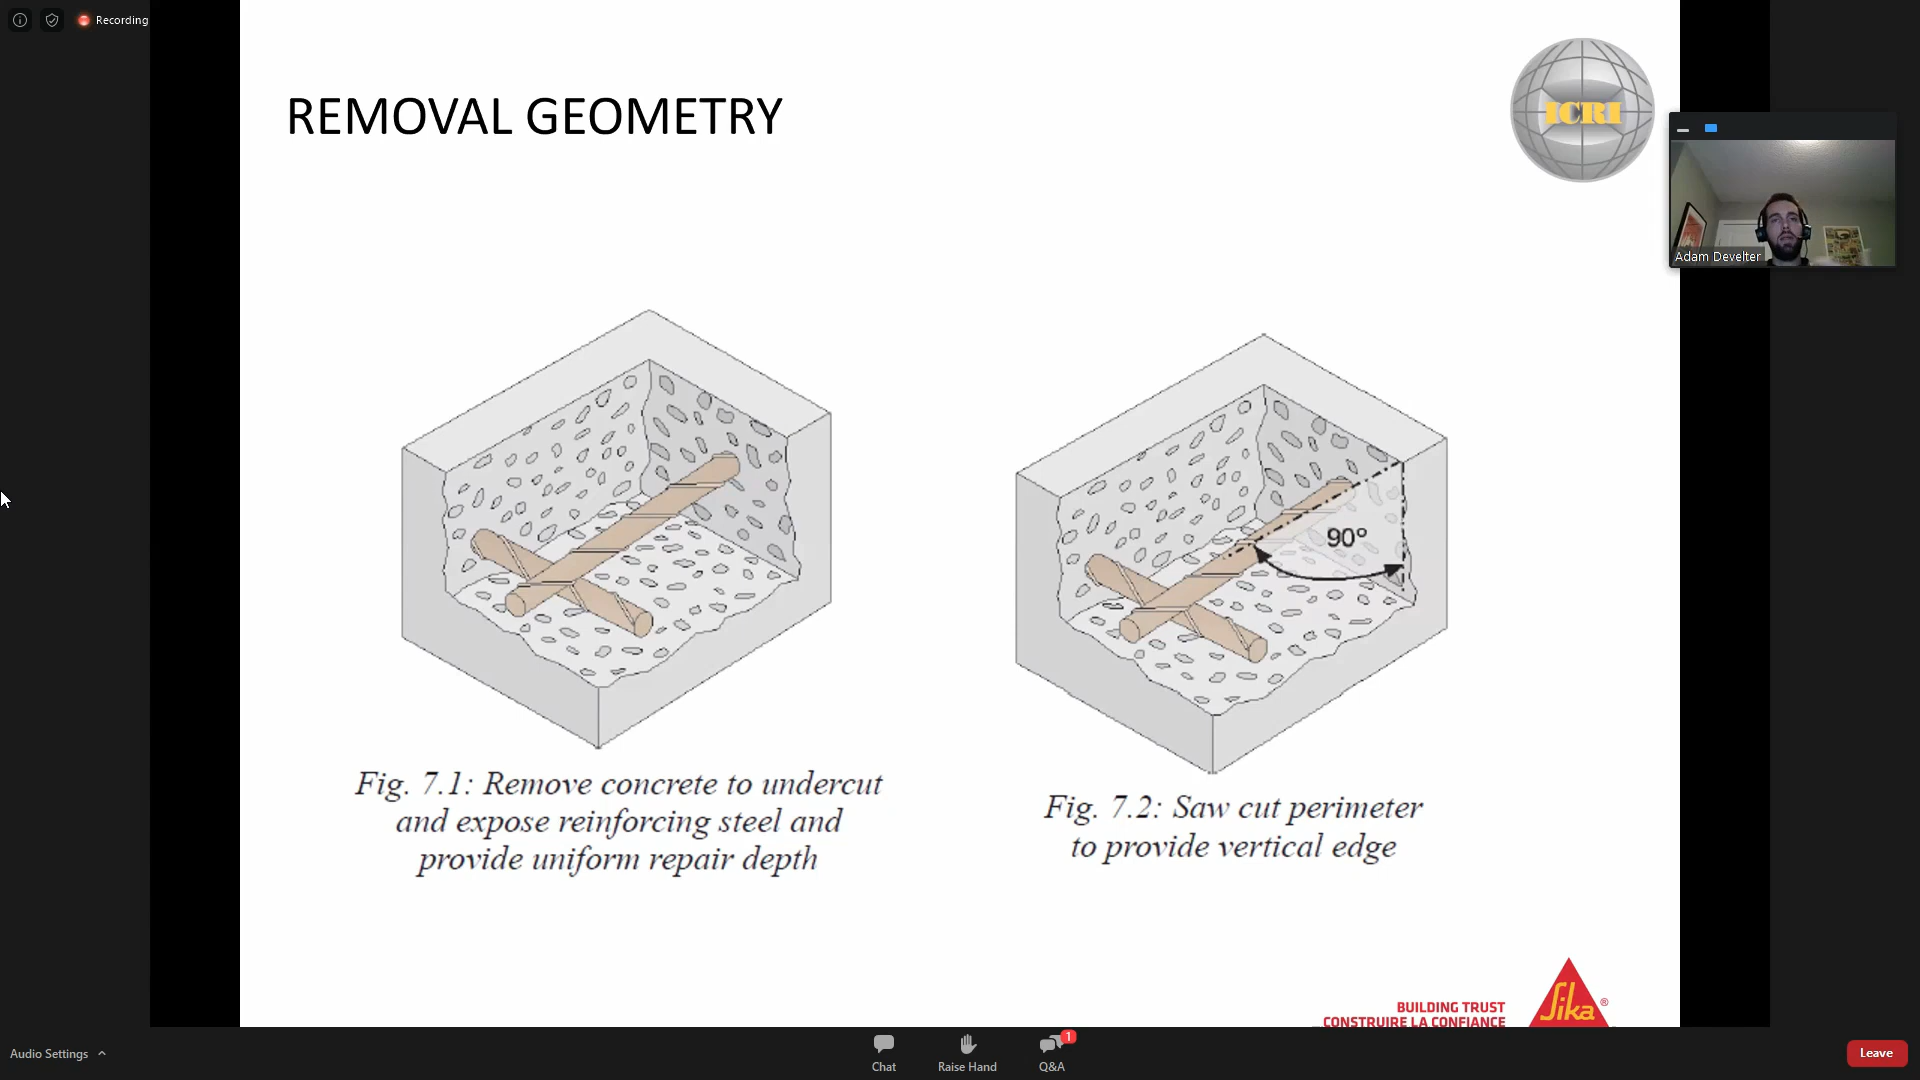 Recording
REMOVAL GEOMETRY
ICRI
Adam Develter
90°
Fig. 7.1: Remove concrete to undercut
and expose reinforcing steel and
provide uniform repair depth
Fig. 7.2: Saw cut perimeter
to provide vertical edge
BUILDING TRUST
CONSTRUIRE LA CONFIANCE
Sika®
Audio Settings
Chat
Raise Hand
1
Q&A
Leave